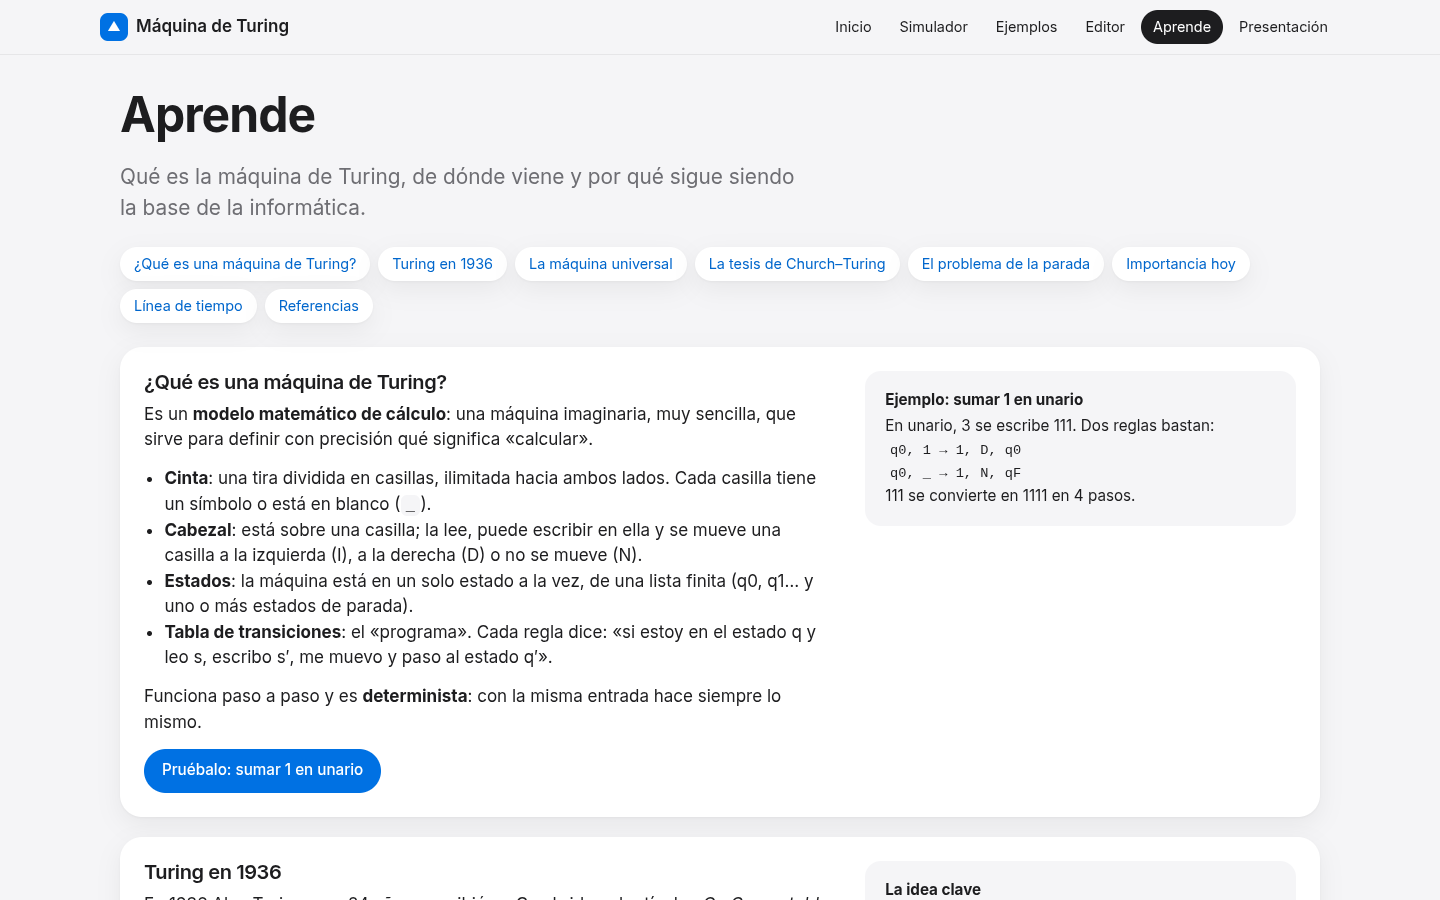 Máquina de Turing
Inicio
Simulador
Ejemplos
Editor
Aprende
Presentación
Aprende
Qué es la máquina de Turing, de dónde viene y por qué sigue siendo
la base de la informática.
¿Qué es una máquina de Turing?
Turing en 1936
La máquina universal
La tesis de Church–Turing
El problema de la parada
Importancia hoy
Línea de tiempo
Referencias
¿Qué es una máquina de Turing?
Es un modelo matemático de cálculo: una máquina imaginaria, muy sencilla, que
sirve para definir con precisión qué significa «calcular».
• Cinta: una tira dividida en casillas, ilimitada hacia ambos lados. Cada casilla tiene
un símbolo o está en blanco ( _ ).
• Cabezal: está sobre una casilla; la lee, puede escribir en ella y se mueve una
casilla a la izquierda (I), a la derecha (D) o no se mueve (N).
• Estados: la máquina está en un solo estado a la vez, de una lista finita (q0, q1… y
uno o más estados de parada).
• Tabla de transiciones: el «programa». Cada regla dice: «si estoy en el estado q y
leo s, escribo s′, me muevo y paso al estado q′».
Funciona paso a paso y es determinista: con la misma entrada hace siempre lo
mismo.
Pruébalo: sumar 1 en unario
Ejemplo: sumar 1 en unario
En unario, 3 se escribe 111. Dos reglas bastan:
q0, 1 → 1, D, q0
q0, _ → 1, N, qF
111 se convierte en 1111 en 4 pasos.
Turing en 1936
La idea clave